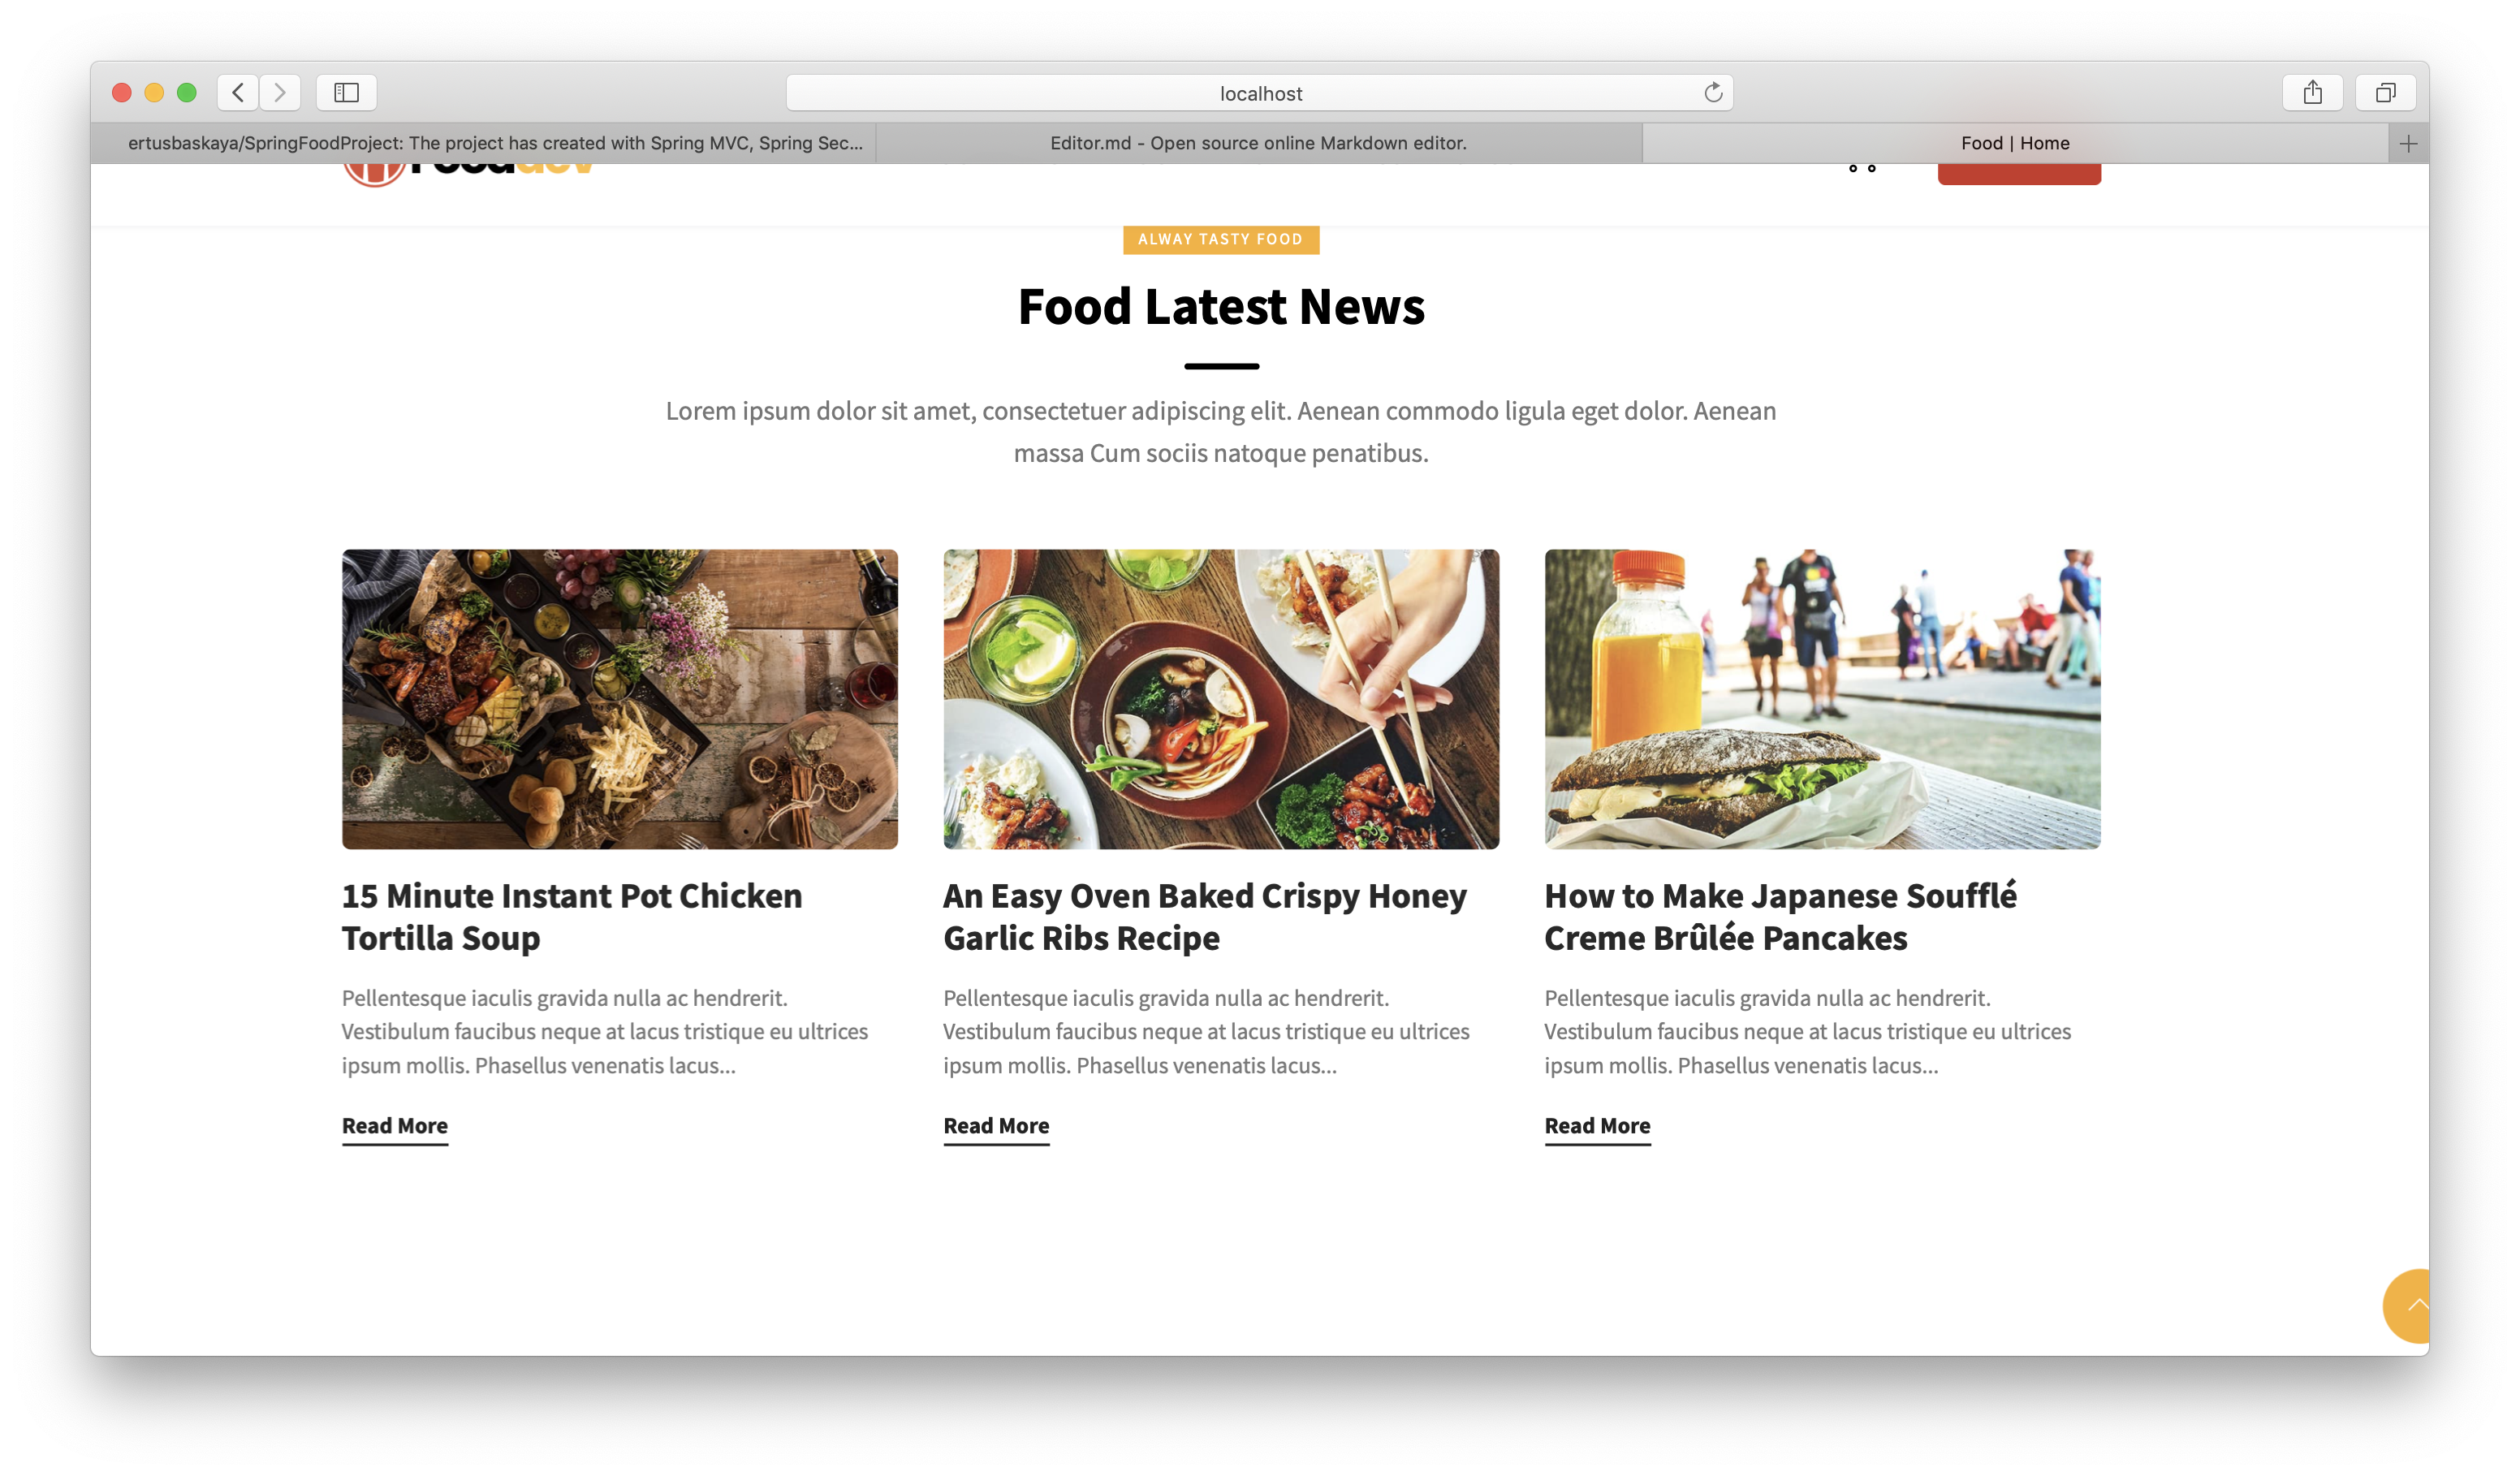 localhost
ertusbaskaya/SpringFoodProject: The project has created with Spring MVC, Spring Sec...
Editor.md - Open source online Markdown editor.
Food | Home
Fooddev
ALWAY TASTY FOOD
Food Latest News
Lorem ipsum dolor sit amet, consectetuer adipiscing elit. Aenean commodo ligula eget dolor. Aenean
massa Cum sociis natoque penatibus.
15 Minute Instant Pot Chicken
Tortilla Soup
Pellentesque iaculis gravida nulla ac hendrerit.
Vestibulum faucibus neque at lacus tristique eu ultrices
ipsum mollis. Phasellus venenatis lacus...
Read More
An Easy Oven Baked Crispy Honey
Garlic Ribs Recipe
Pellentesque iaculis gravida nulla ac hendrerit.
Vestibulum faucibus neque at lacus tristique eu ultrices
ipsum mollis. Phasellus venenatis lacus...
Read More
How to Make Japanese Soufflé
Creme Brûlée Pancakes
Pellentesque iaculis gravida nulla ac hendrerit.
Vestibulum faucibus neque at lacus tristique eu ultrices
ipsum mollis. Phasellus venenatis lacus...
Read More